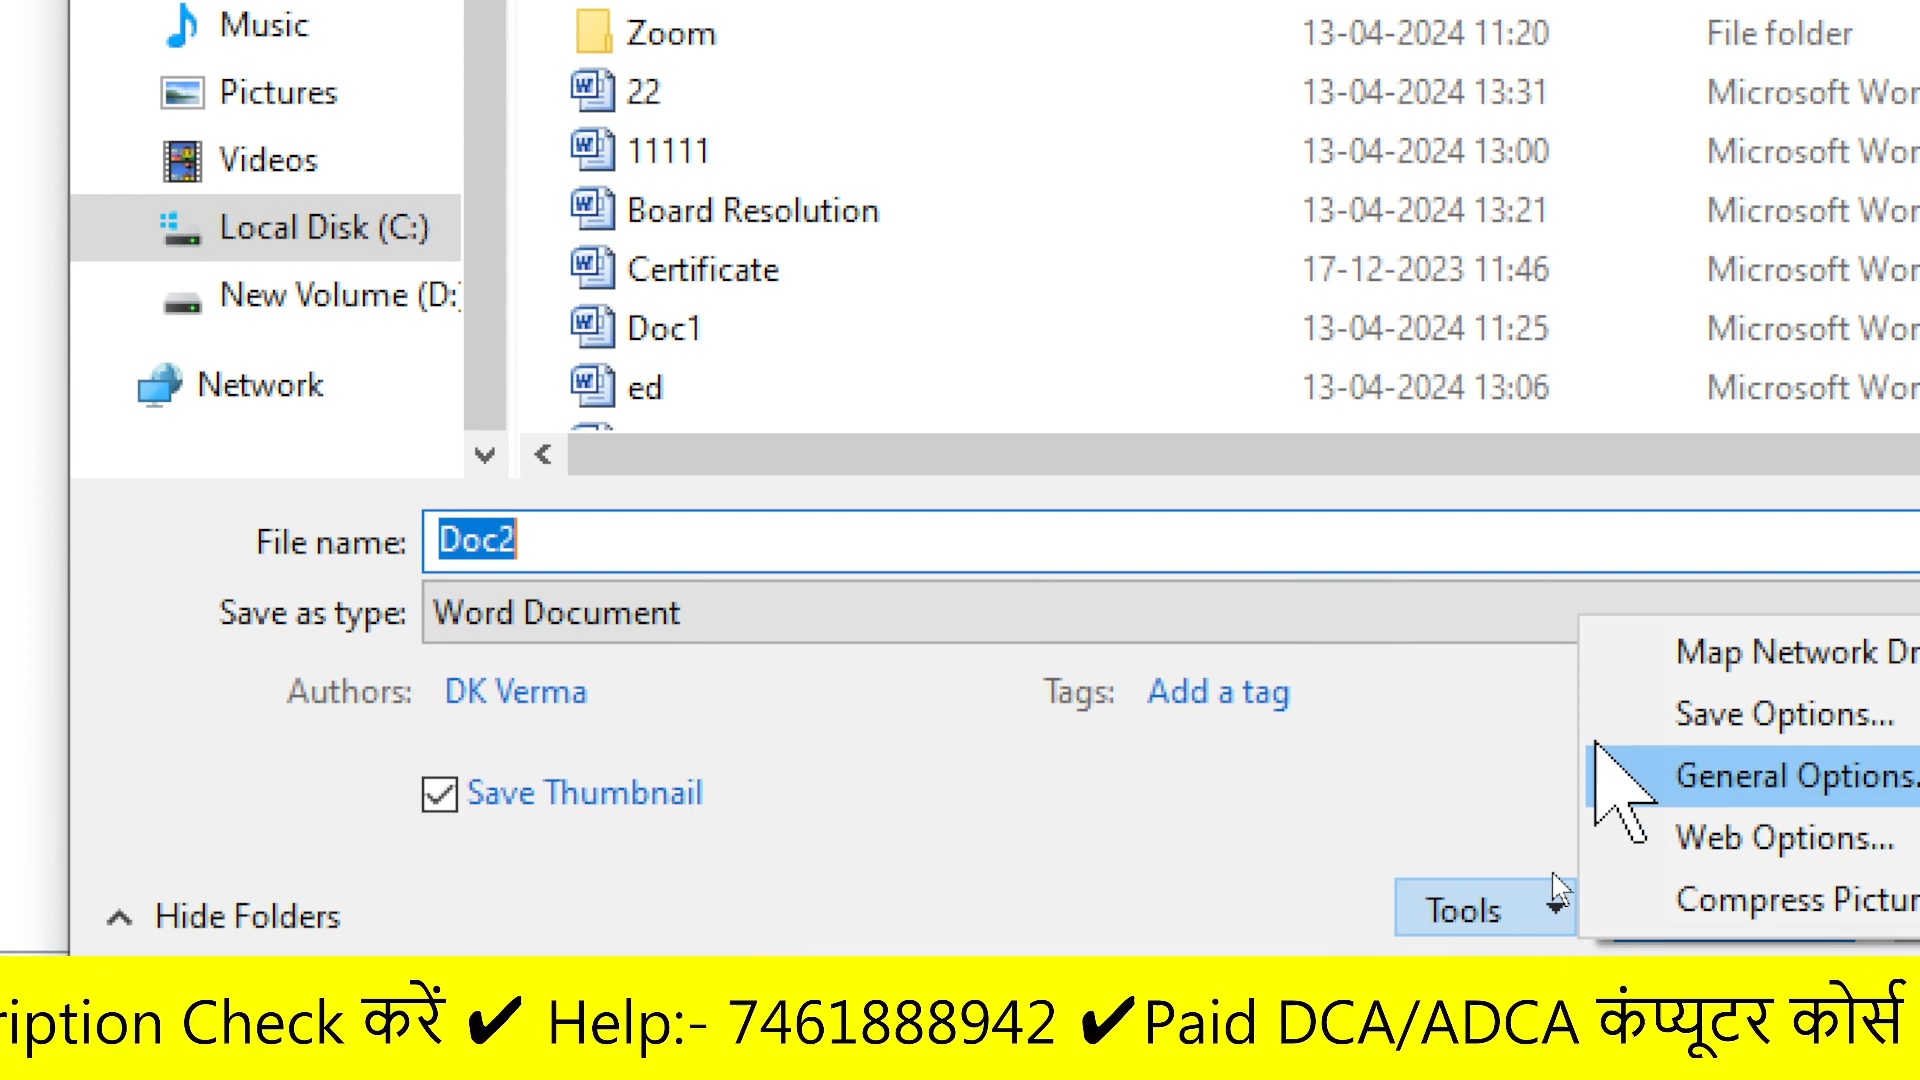 Music
Pictures
Videos
Local Disk (C:)
New Volume (D:)
Network
Zoom 13-04-2024 11:20 File folder
22 13-04-2024 13:31 Microsoft Wor
11111 13-04-2024 13:00 Microsoft Wor
Board Resolution 13-04-2024 13:21 Microsoft Wor
Certificate 17-12-2023 11:46 Microsoft Wor
Doc1 13-04-2024 11:25 Microsoft Wor
ed 13-04-2024 13:06 Microsoft Wor
File name: Doc2
Save as type: Word Document
Authors: DK Verma Tags: Add a tag
Save Thumbnail
Map Network Dr
Save Options...
General Options.
Web Options...
Compress Pictur
Hide Folders
Tools
ription Check करें ✔ Help:- 7461888942 ✔Paid DCA/ADCA कंप्यूटर कोर्स